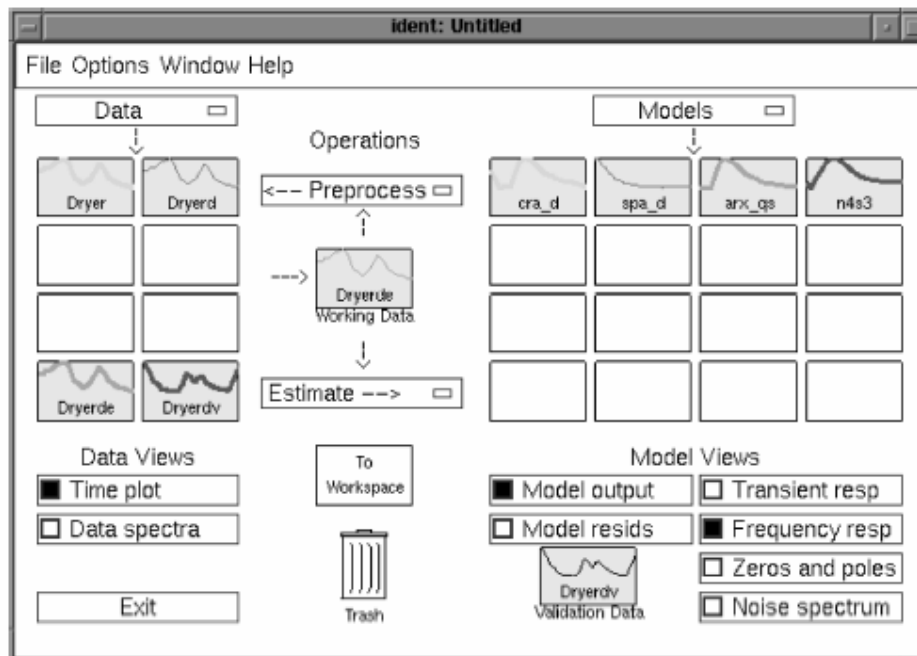 ident: Untitled
File Options Window Help
Data
Models
Operations
Dryer
Dryerd
<-- Preprocess
cra_d
spa_d
arx_qs
n4s3
Dryerde
Working Data
Dryerde
Dryerdv
Estimate -->
Data Views
Model Views
To
Workspace
Time plot
Model output
Transient resp
Data spectra
Model resids
Frequency resp
Zeros and poles
Dryerdv
Validation Data
Exit
Trash
Noise spectrum